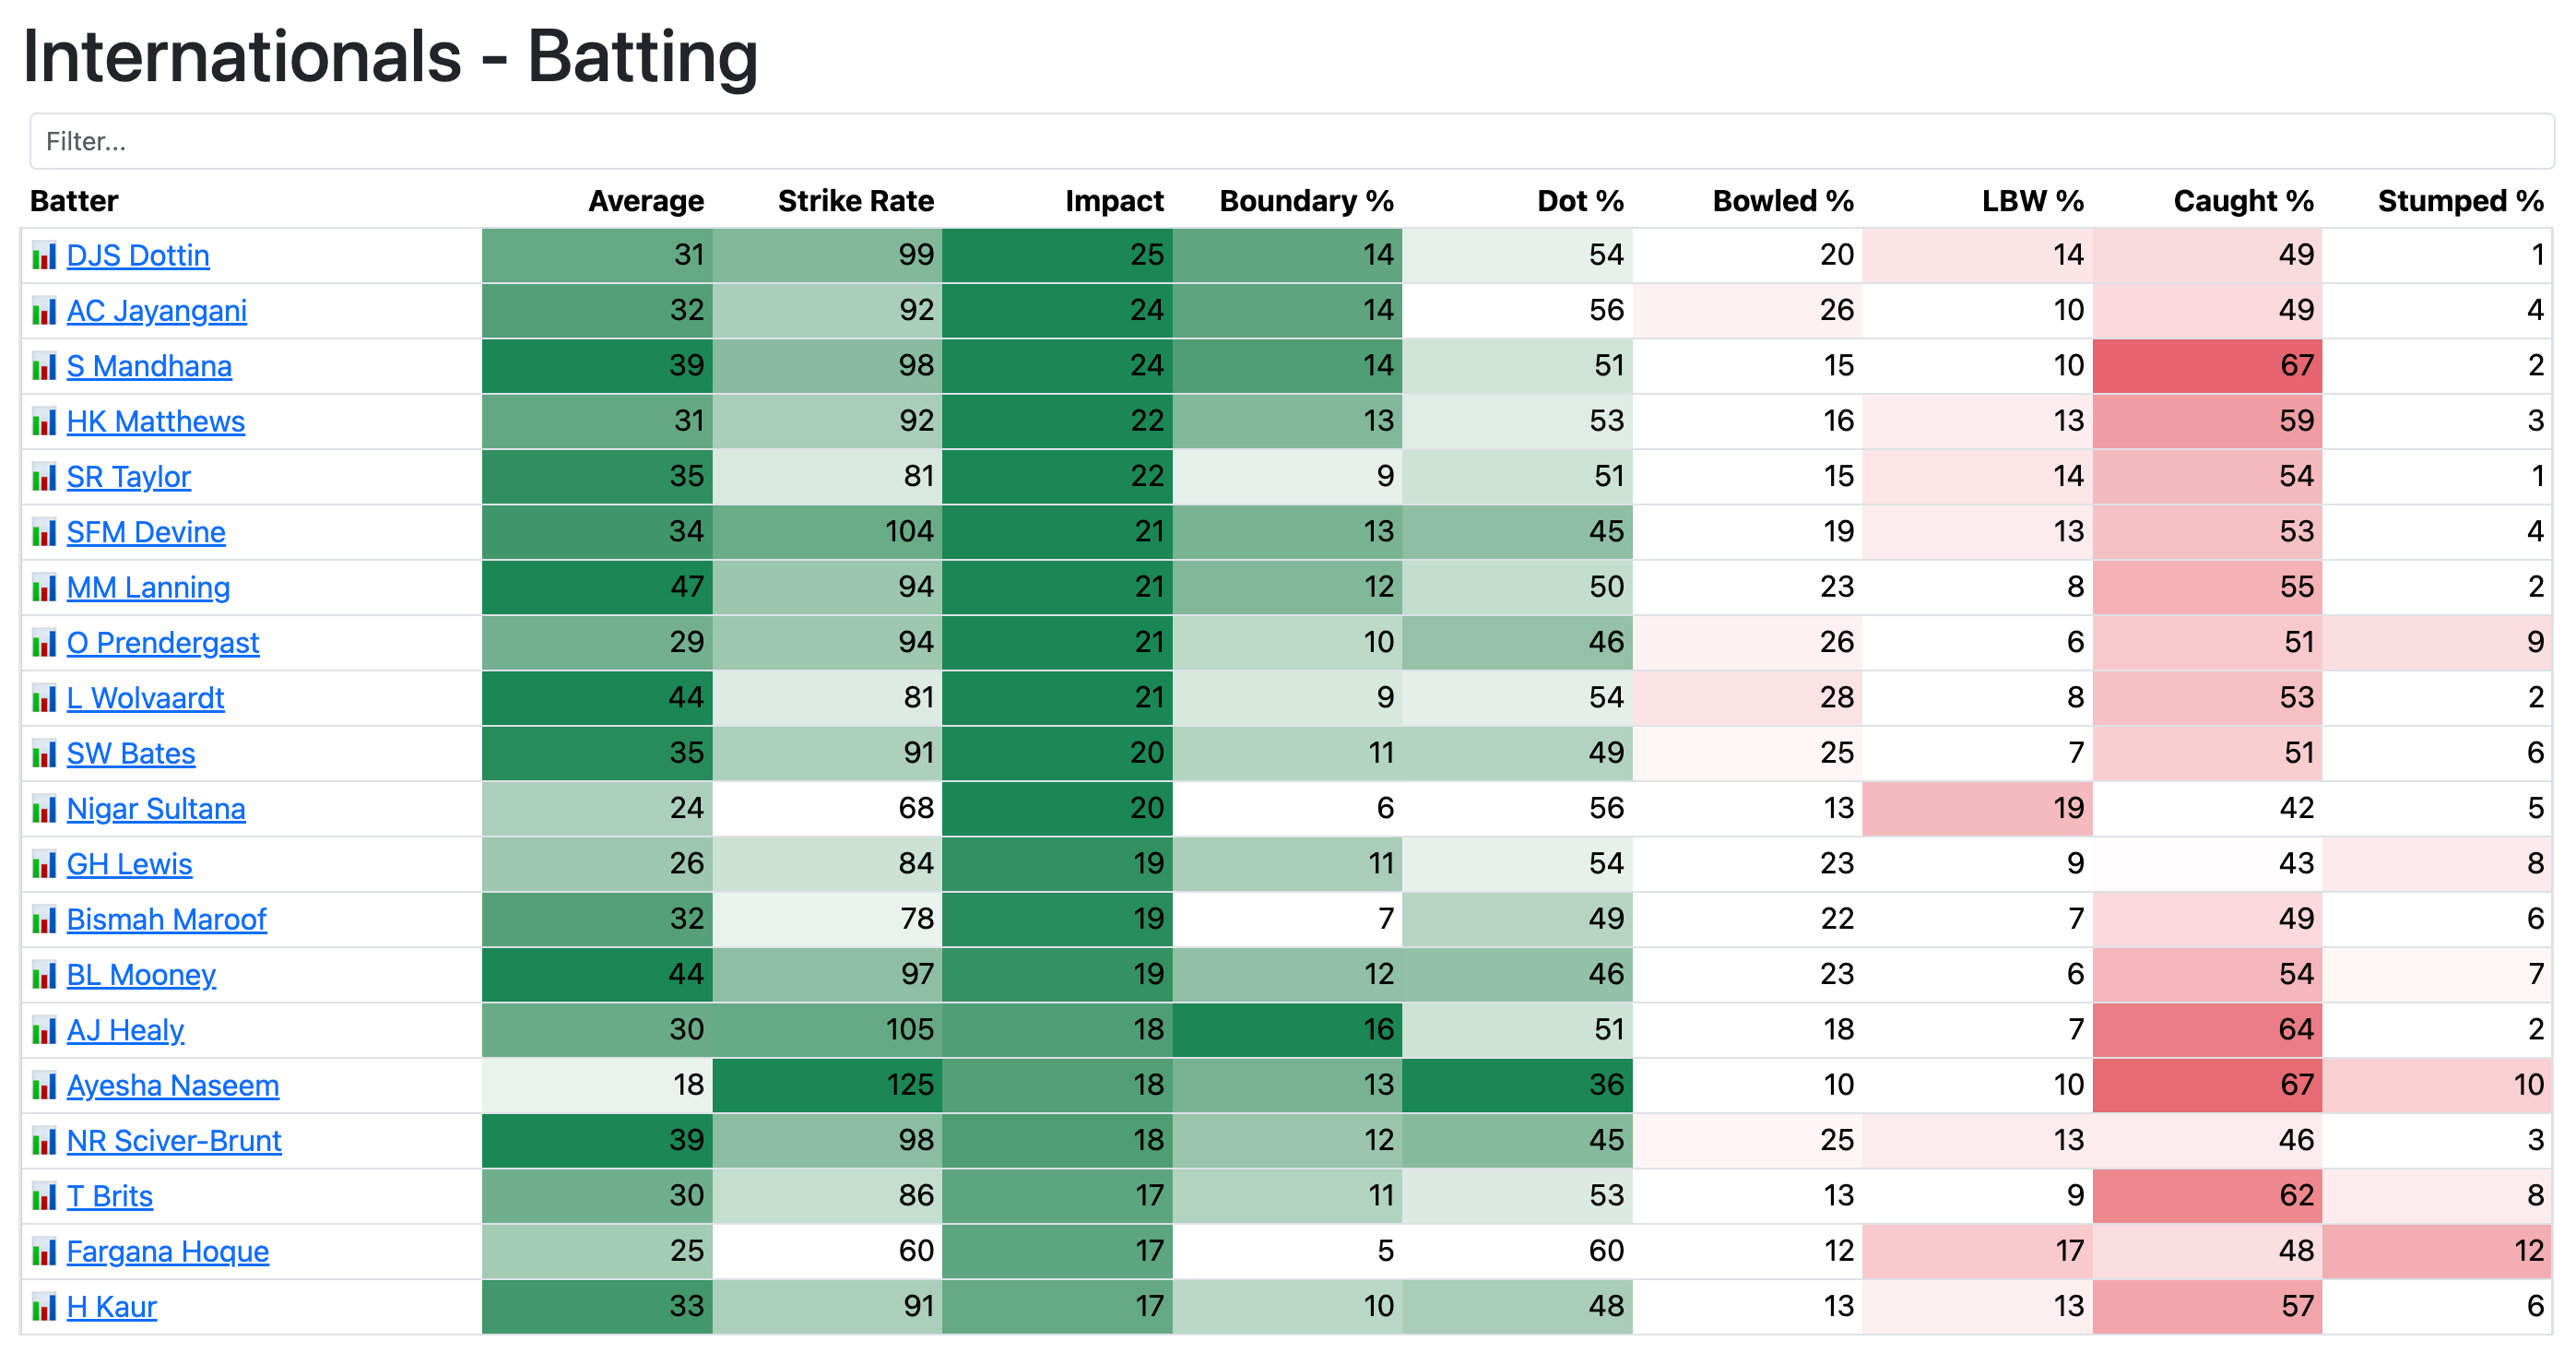 Internationals - Batting
Filter...
Batter Average Strike Rate Impact Boundary % Dot % Bowled % LBW % Caught % Stumped %
DJS Dottin 31 99 25 14 54 20 14 49 1
AC Jayangani 32 92 24 14 56 26 10 49 4
S Mandhana 39 98 24 14 51 15 10 67 2
HK Matthews 31 92 22 13 53 16 13 59 3
SR Taylor 35 81 22 9 51 15 14 54 1
SFM Devine 34 104 21 13 45 19 13 53 4
MM Lanning 47 94 21 12 50 23 8 55 2
O Prendergast 29 94 21 10 46 26 6 51 9
L Wolvaardt 44 81 21 9 54 28 8 53 2
SW Bates 35 91 20 11 49 25 7 51 6
Nigar Sultana 24 68 20 6 56 13 19 42 5
GH Lewis 26 84 19 11 54 23 9 43 8
Bismah Maroof 32 78 19 7 49 22 7 49 6
BL Mooney 44 97 19 12 46 23 6 54 7
AJ Healy 30 105 18 16 51 18 7 64 2
Ayesha Naseem 18 125 18 13 36 10 10 67 10
NR Sciver-Brunt 39 98 18 12 45 25 13 46 3
T Brits 30 86 17 11 53 13 9 62 8
Fargana Hoque 25 60 17 5 60 12 17 48 12
H Kaur 33 91 17 10 48 13 13 57 6